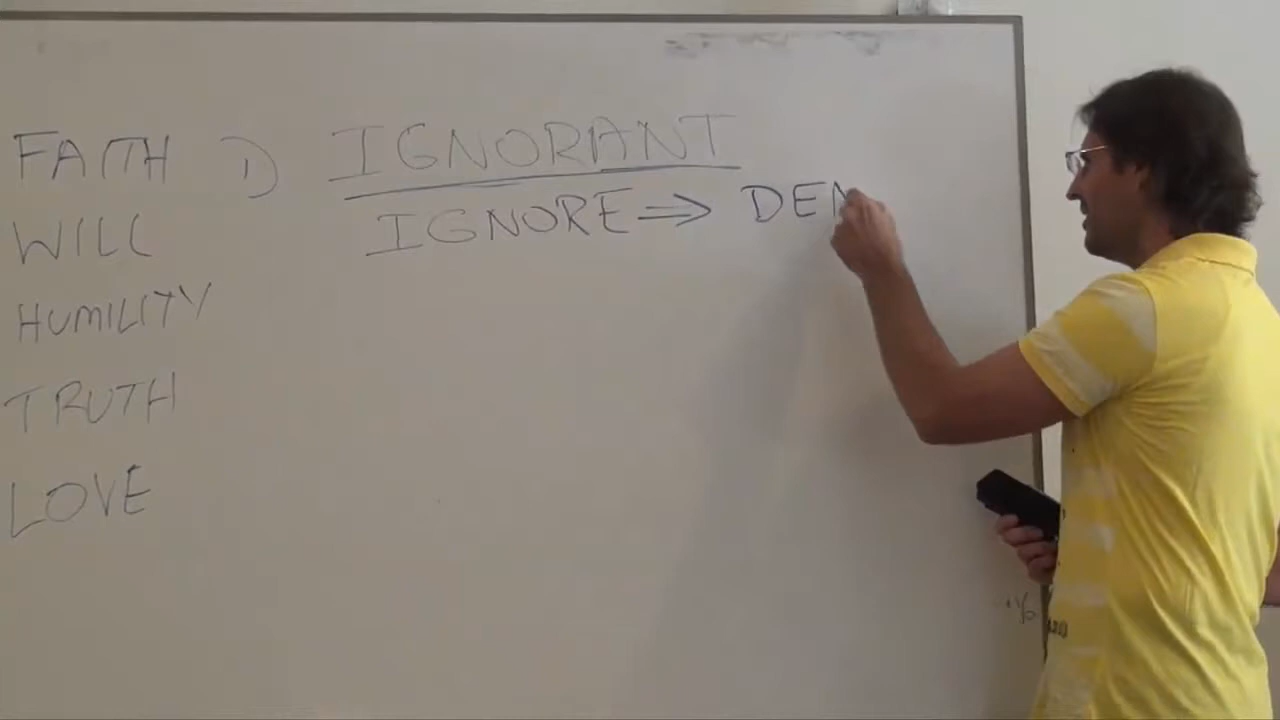 FAITH 1) IGNORANT
WILL IGNORE ⇒ DEN
HUMILITY
TRUTH
LOVE